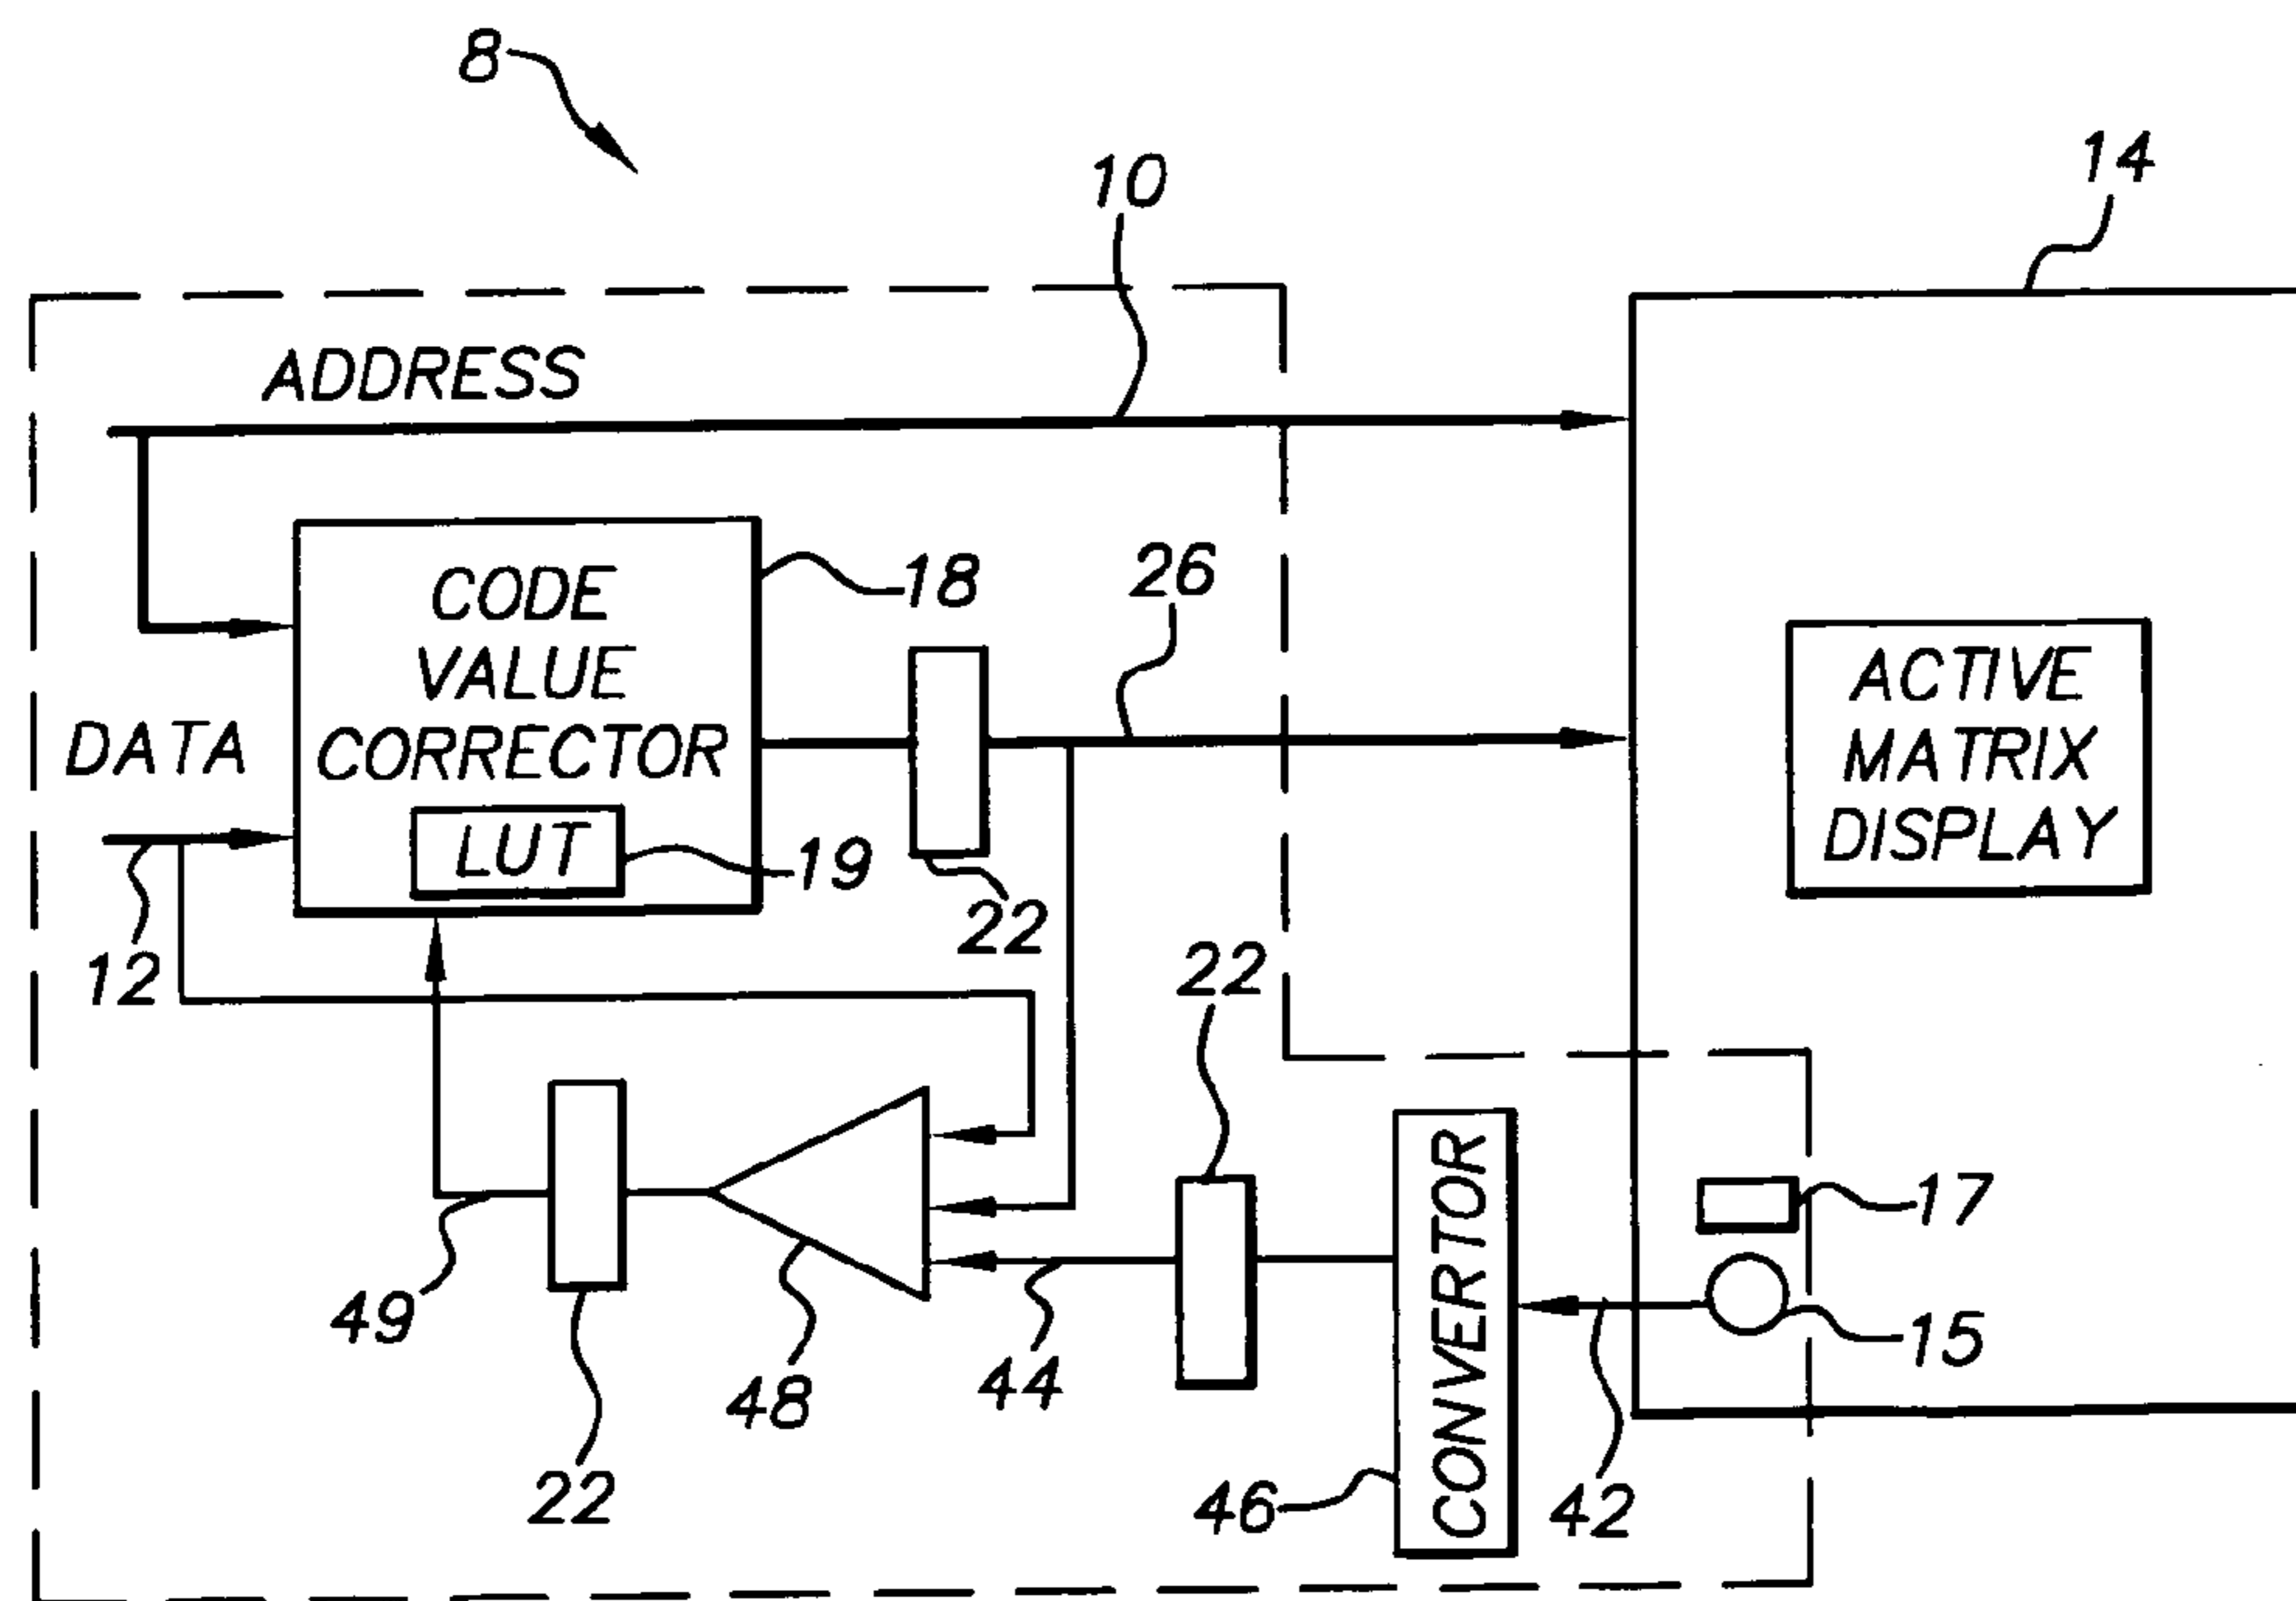 8
10
14
ADDRESS
CODE
VALUE
CORRECTOR
LUT
18
26
ACTIVE
MATRIX
DISPLAY
DATA
19
22
12
22
17
15
49
48
44
22
46
CONVERTOR
42